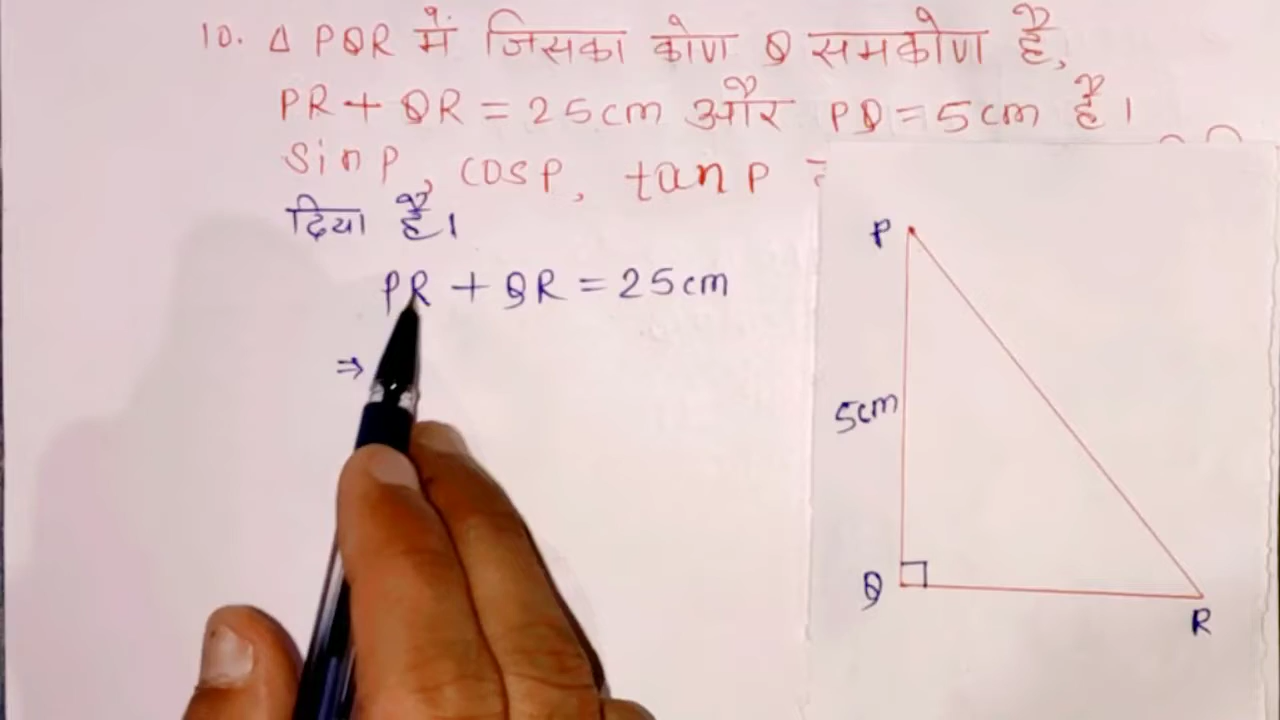 10. Δ PQR में जिसका कोण Q समकोण है,
PR + QR = 25cm और PQ = 5cm है।
sin P, cos P, tan P
दिया है।
PR + QR = 25cm
⇒
P
5cm
Q
R